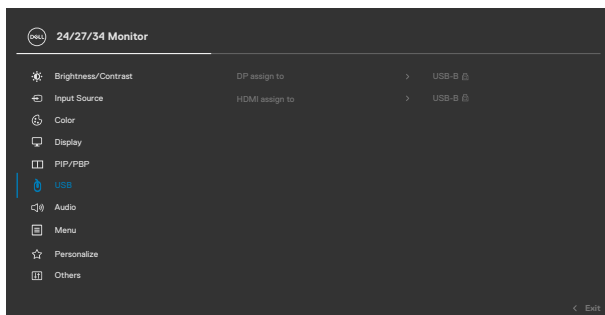 DELL 24/27/34 Monitor
Brightness/Contrast DP assign to > USB-B
Input Source HDMI assign to > USB-B
Color
Display
PIP/PBP
USB
Audio
Menu
Personalize
Others
< Exit